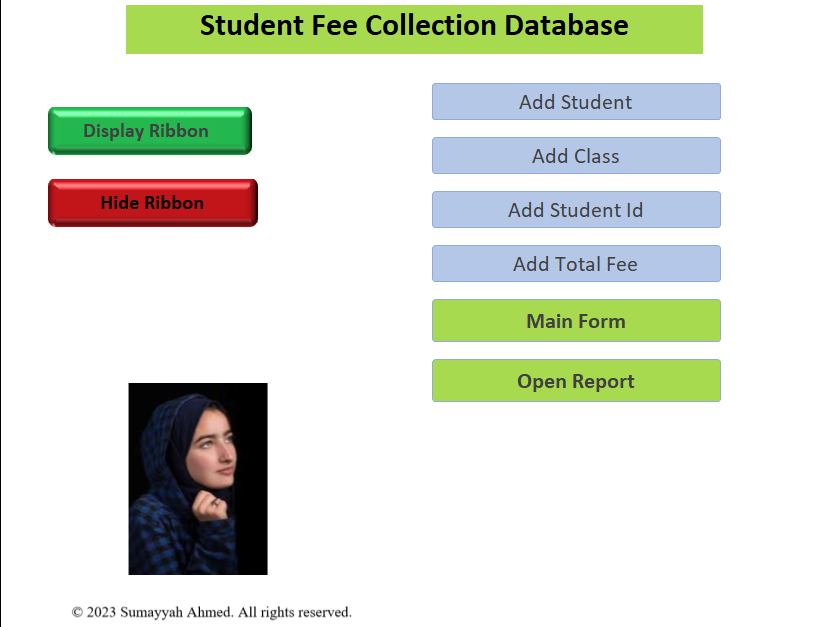 Student Fee Collection Database
Display Ribbon
Hide Ribbon
Add Student
Add Class
Add Student Id
Add Total Fee
Main Form
Open Report
© 2023 Sumayyah Ahmed. All rights reserved.